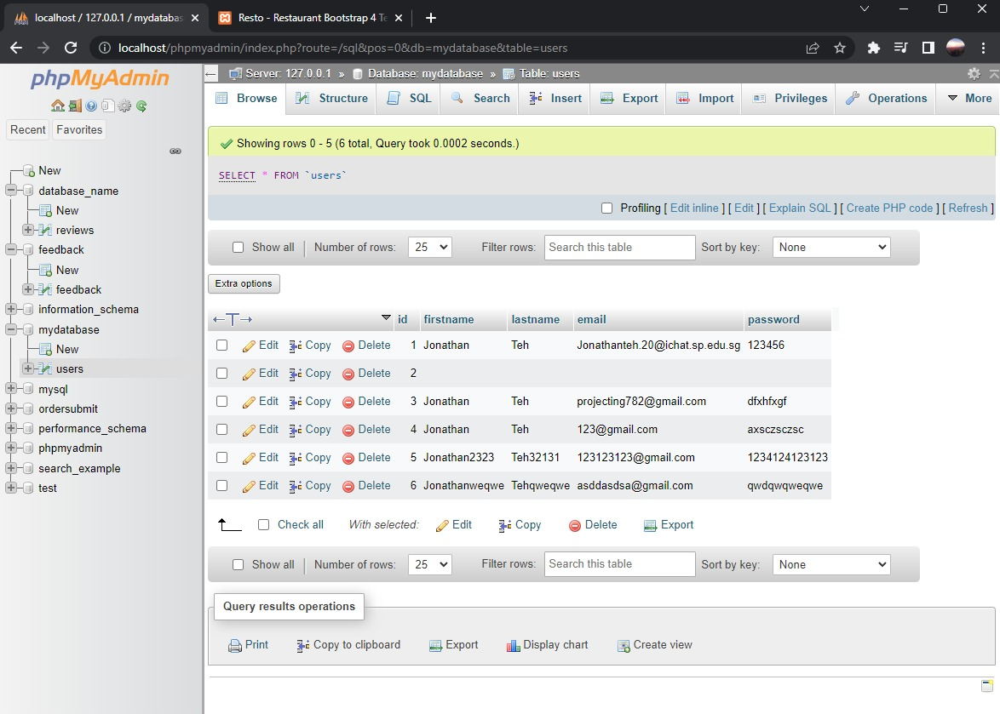 localhost / 127.0.0.1 / mydatabas
Resto - Restaurant Bootstrap 4 Te
localhost/phpmyadmin/index.php?route=/sql&pos=0&db=mydatabase&table=users
phpMyAdmin
Recent Favorites
New
database_name
New
reviews
feedback
New
feedback
information_schema
mydatabase
New
users
mysql
ordersubmit
performance_schema
phpmyadmin
search_example
test
Server: 127.0.0.1 » Database: mydatabase » Table: users
Browse Structure SQL Search Insert Export Import Privileges Operations More
Showing rows 0 - 5 (6 total, Query took 0.0002 seconds.)
SELECT * FROM `users`
Profiling [ Edit inline ] [ Edit ] [ Explain SQL ] [ Create PHP code ] [ Refresh ]
Show all Number of rows: 25 Filter rows: Search this table Sort by key: None
Extra options
id firstname lastname email password
Edit Copy Delete 1 Jonathan Teh Jonathanteh.20@ichat.sp.edu.sg 123456
Edit Copy Delete 2
Edit Copy Delete 3 Jonathan Teh projecting782@gmail.com dfxhfxgf
Edit Copy Delete 4 Jonathan Teh 123@gmail.com axsczsczsc
Edit Copy Delete 5 Jonathan2323 Teh32131 123123123@gmail.com 1234124123123
Edit Copy Delete 6 Jonathanweqwe Tehqweqwe asddasdsa@gmail.com qwdqwqweqwe
Check all With selected: Edit Copy Delete Export
Show all Number of rows: 25 Filter rows: Search this table Sort by key: None
Query results operations
Print Copy to clipboard Export Display chart Create view